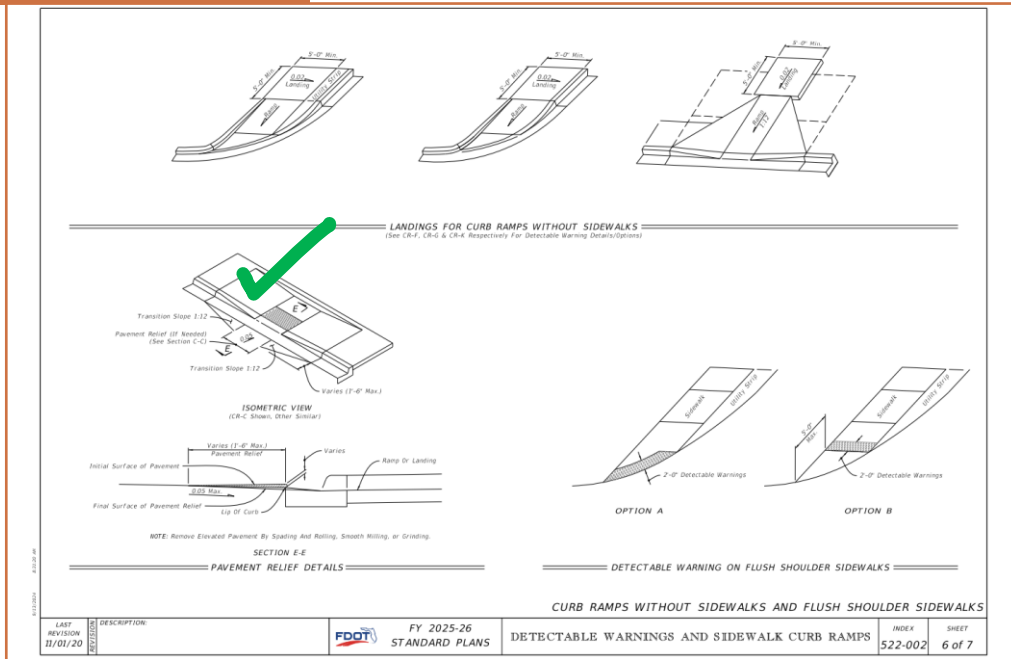 5'-0" Min.
5'-0" Min.
0.02
Landing
Utility Strip
Ramp
5'-0" Min.
5'-0" Min.
0.02
Landing
Ramp
5'-0" Min.
5'-0" Min.
0.02
Landing
Ramp
1:12
LANDINGS FOR CURB RAMPS WITHOUT SIDEWALKS
(See CR-F, CR-G & CR-K Respectively For Detectable Warning Details/Options)
Transition Slope 1:12
Pavement Relief (If Needed)
(See Section C-C)
0.05
E
E
Transition Slope 1:12
Varies (1'-6" Max.)
ISOMETRIC VIEW
(CR-C Shown, Other Similar)
Varies (1'-6" Max.)
Pavement Relief
Varies
Initial Surface of Pavement
Ramp Or Landing
0.05 Max.
Final Surface of Pavement Relief
Lip Of Curb
NOTE: Remove Elevated Pavement By Spading And Rolling, Smooth Milling, or Grinding.
SECTION E-E
PAVEMENT RELIEF DETAILS
Sidewalk
Utility Strip
2'-0" Detectable Warnings
OPTION A
5'-0"
Max.
Sidewalk
Utility Strip
2'-0" Detectable Warnings
OPTION B
DETECTABLE WARNING ON FLUSH SHOULDER SIDEWALKS
CURB RAMPS WITHOUT SIDEWALKS AND FLUSH SHOULDER SIDEWALKS
LAST
REVISION
11/01/20
REVISION
DESCRIPTION:
FDOT
FY 2025-26
STANDARD PLANS
DETECTABLE WARNINGS AND SIDEWALK CURB RAMPS
INDEX
522-002
SHEET
6 of 7